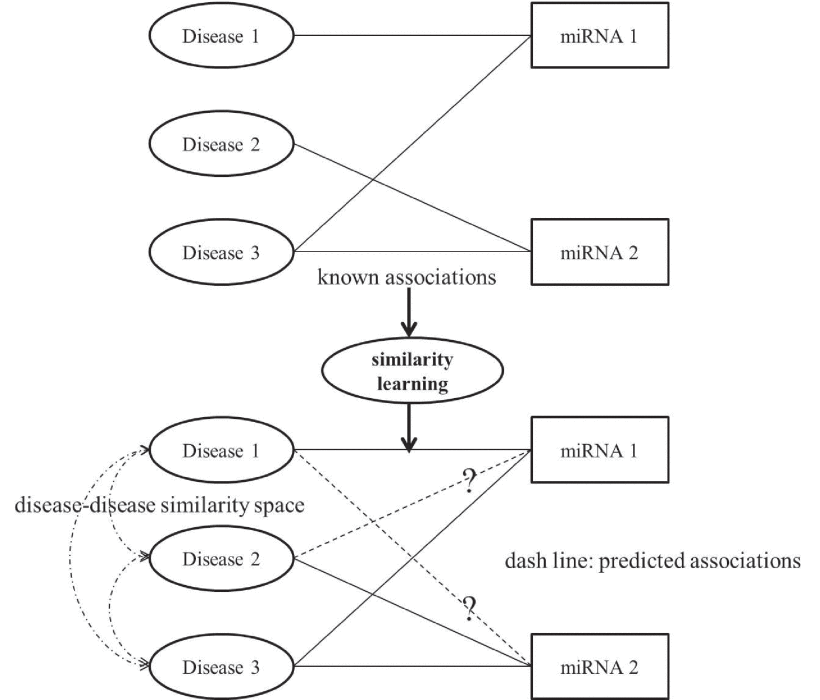 Disease 1
miRNA 1
Disease 2
Disease 3
miRNA 2
known associations
similarity
learning
Disease 1
miRNA 1
?
disease-disease similarity space
Disease 2
dash line: predicted associations
?
Disease 3
miRNA 2